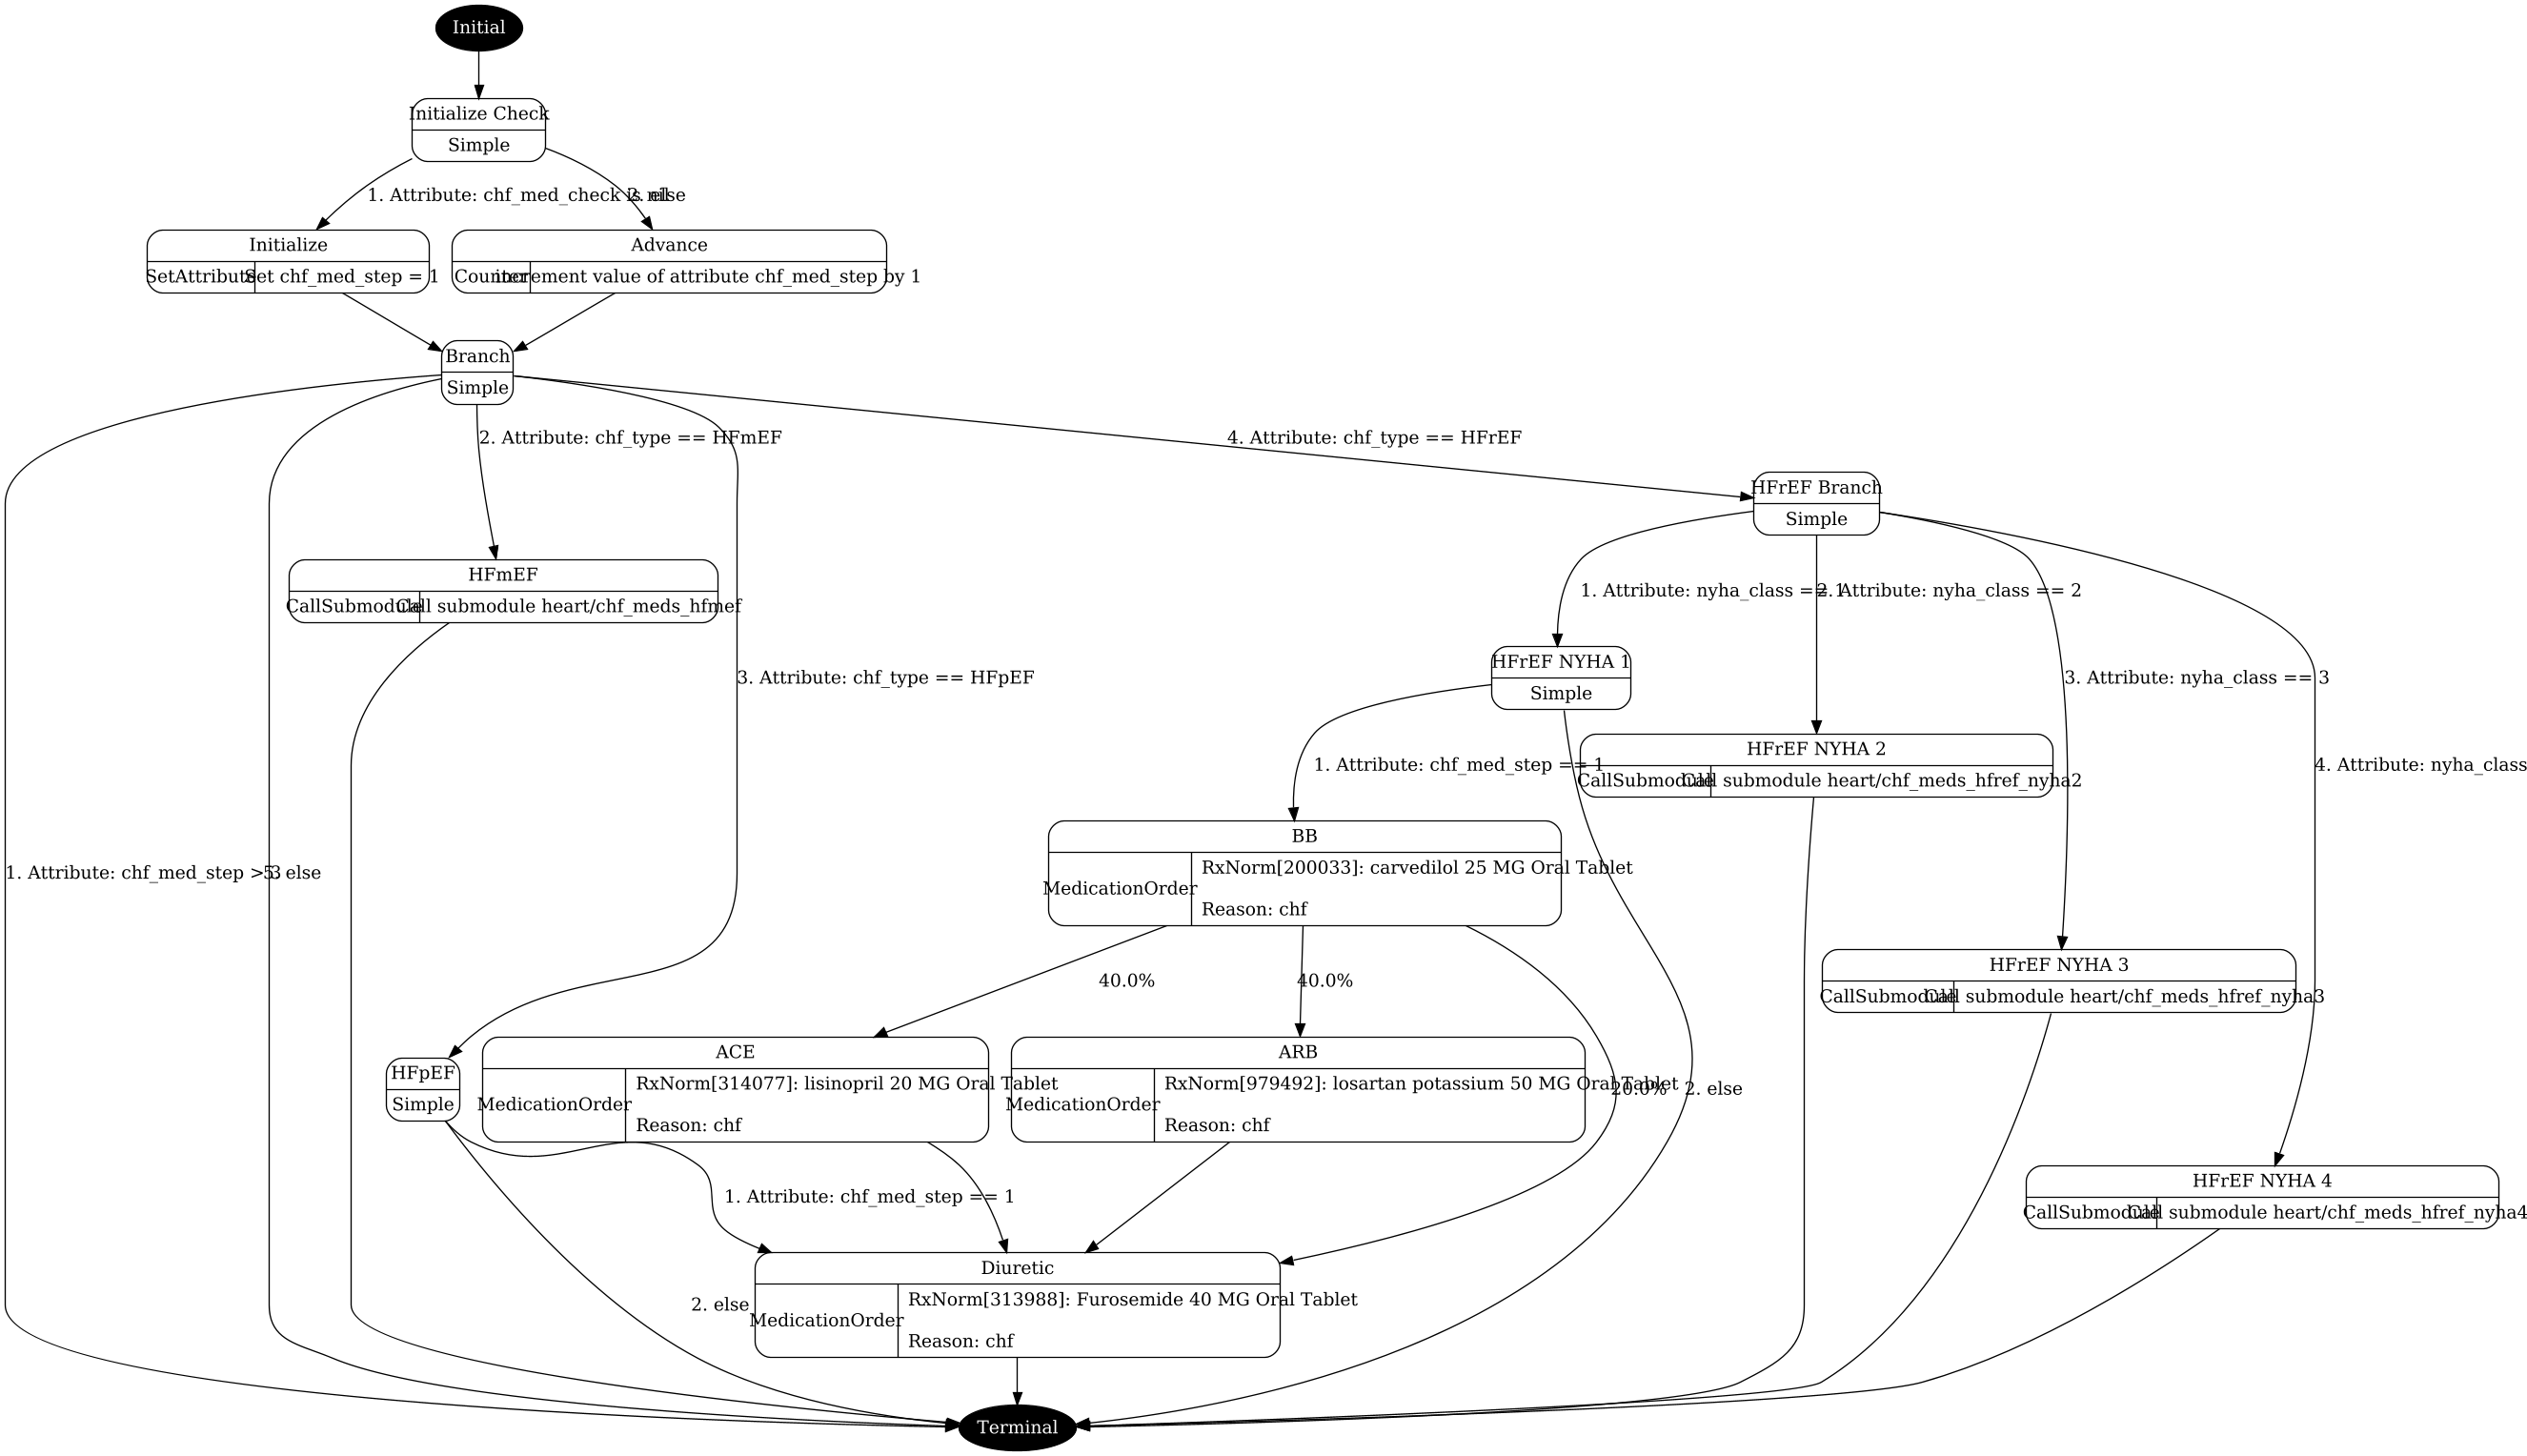 Initial
Initialize Check
Simple
1. Attribute: chf_med_check is nil
2. else
Initialize
SetAttribute
Set chf_med_step = 1
Advance
Counter
increment value of attribute chf_med_step by 1
Branch
Simple
2. Attribute: chf_type == HFmEF
4. Attribute: chf_type == HFrEF
HFrEF Branch
Simple
HFmEF
CallSubmodule
Call submodule heart/chf_meds_hfmef
1. Attribute: nyha_class == 1
2. Attribute: nyha_class == 2
3. Attribute: chf_type == HFpEF
HFrEF NYHA 1
Simple
3. Attribute: nyha_class == 3
HFrEF NYHA 2
CallSubmodule
Call submodule heart/chf_meds_hfref_nyha2
1. Attribute: chf_med_step == 1
4. Attribute: nyha_class
1. Attribute: chf_med_step > 3
5. else
BB
MedicationOrder
RxNorm[200033]: carvedilol 25 MG Oral Tablet
Reason: chf
40.0%
40.0%
HFrEF NYHA 3
CallSubmodule
Call submodule heart/chf_meds_hfref_nyha3
HFpEF
Simple
ACE
MedicationOrder
RxNorm[314077]: lisinopril 20 MG Oral Tablet
Reason: chf
ARB
MedicationOrder
RxNorm[979492]: losartan potassium 50 MG Oral Tablet
Reason: chf
20.0%
2. else
1. Attribute: chf_med_step == 1
HFrEF NYHA 4
CallSubmodule
Call submodule heart/chf_meds_hfref_nyha4
2. else
Diuretic
MedicationOrder
RxNorm[313988]: Furosemide 40 MG Oral Tablet
Reason: chf
Terminal